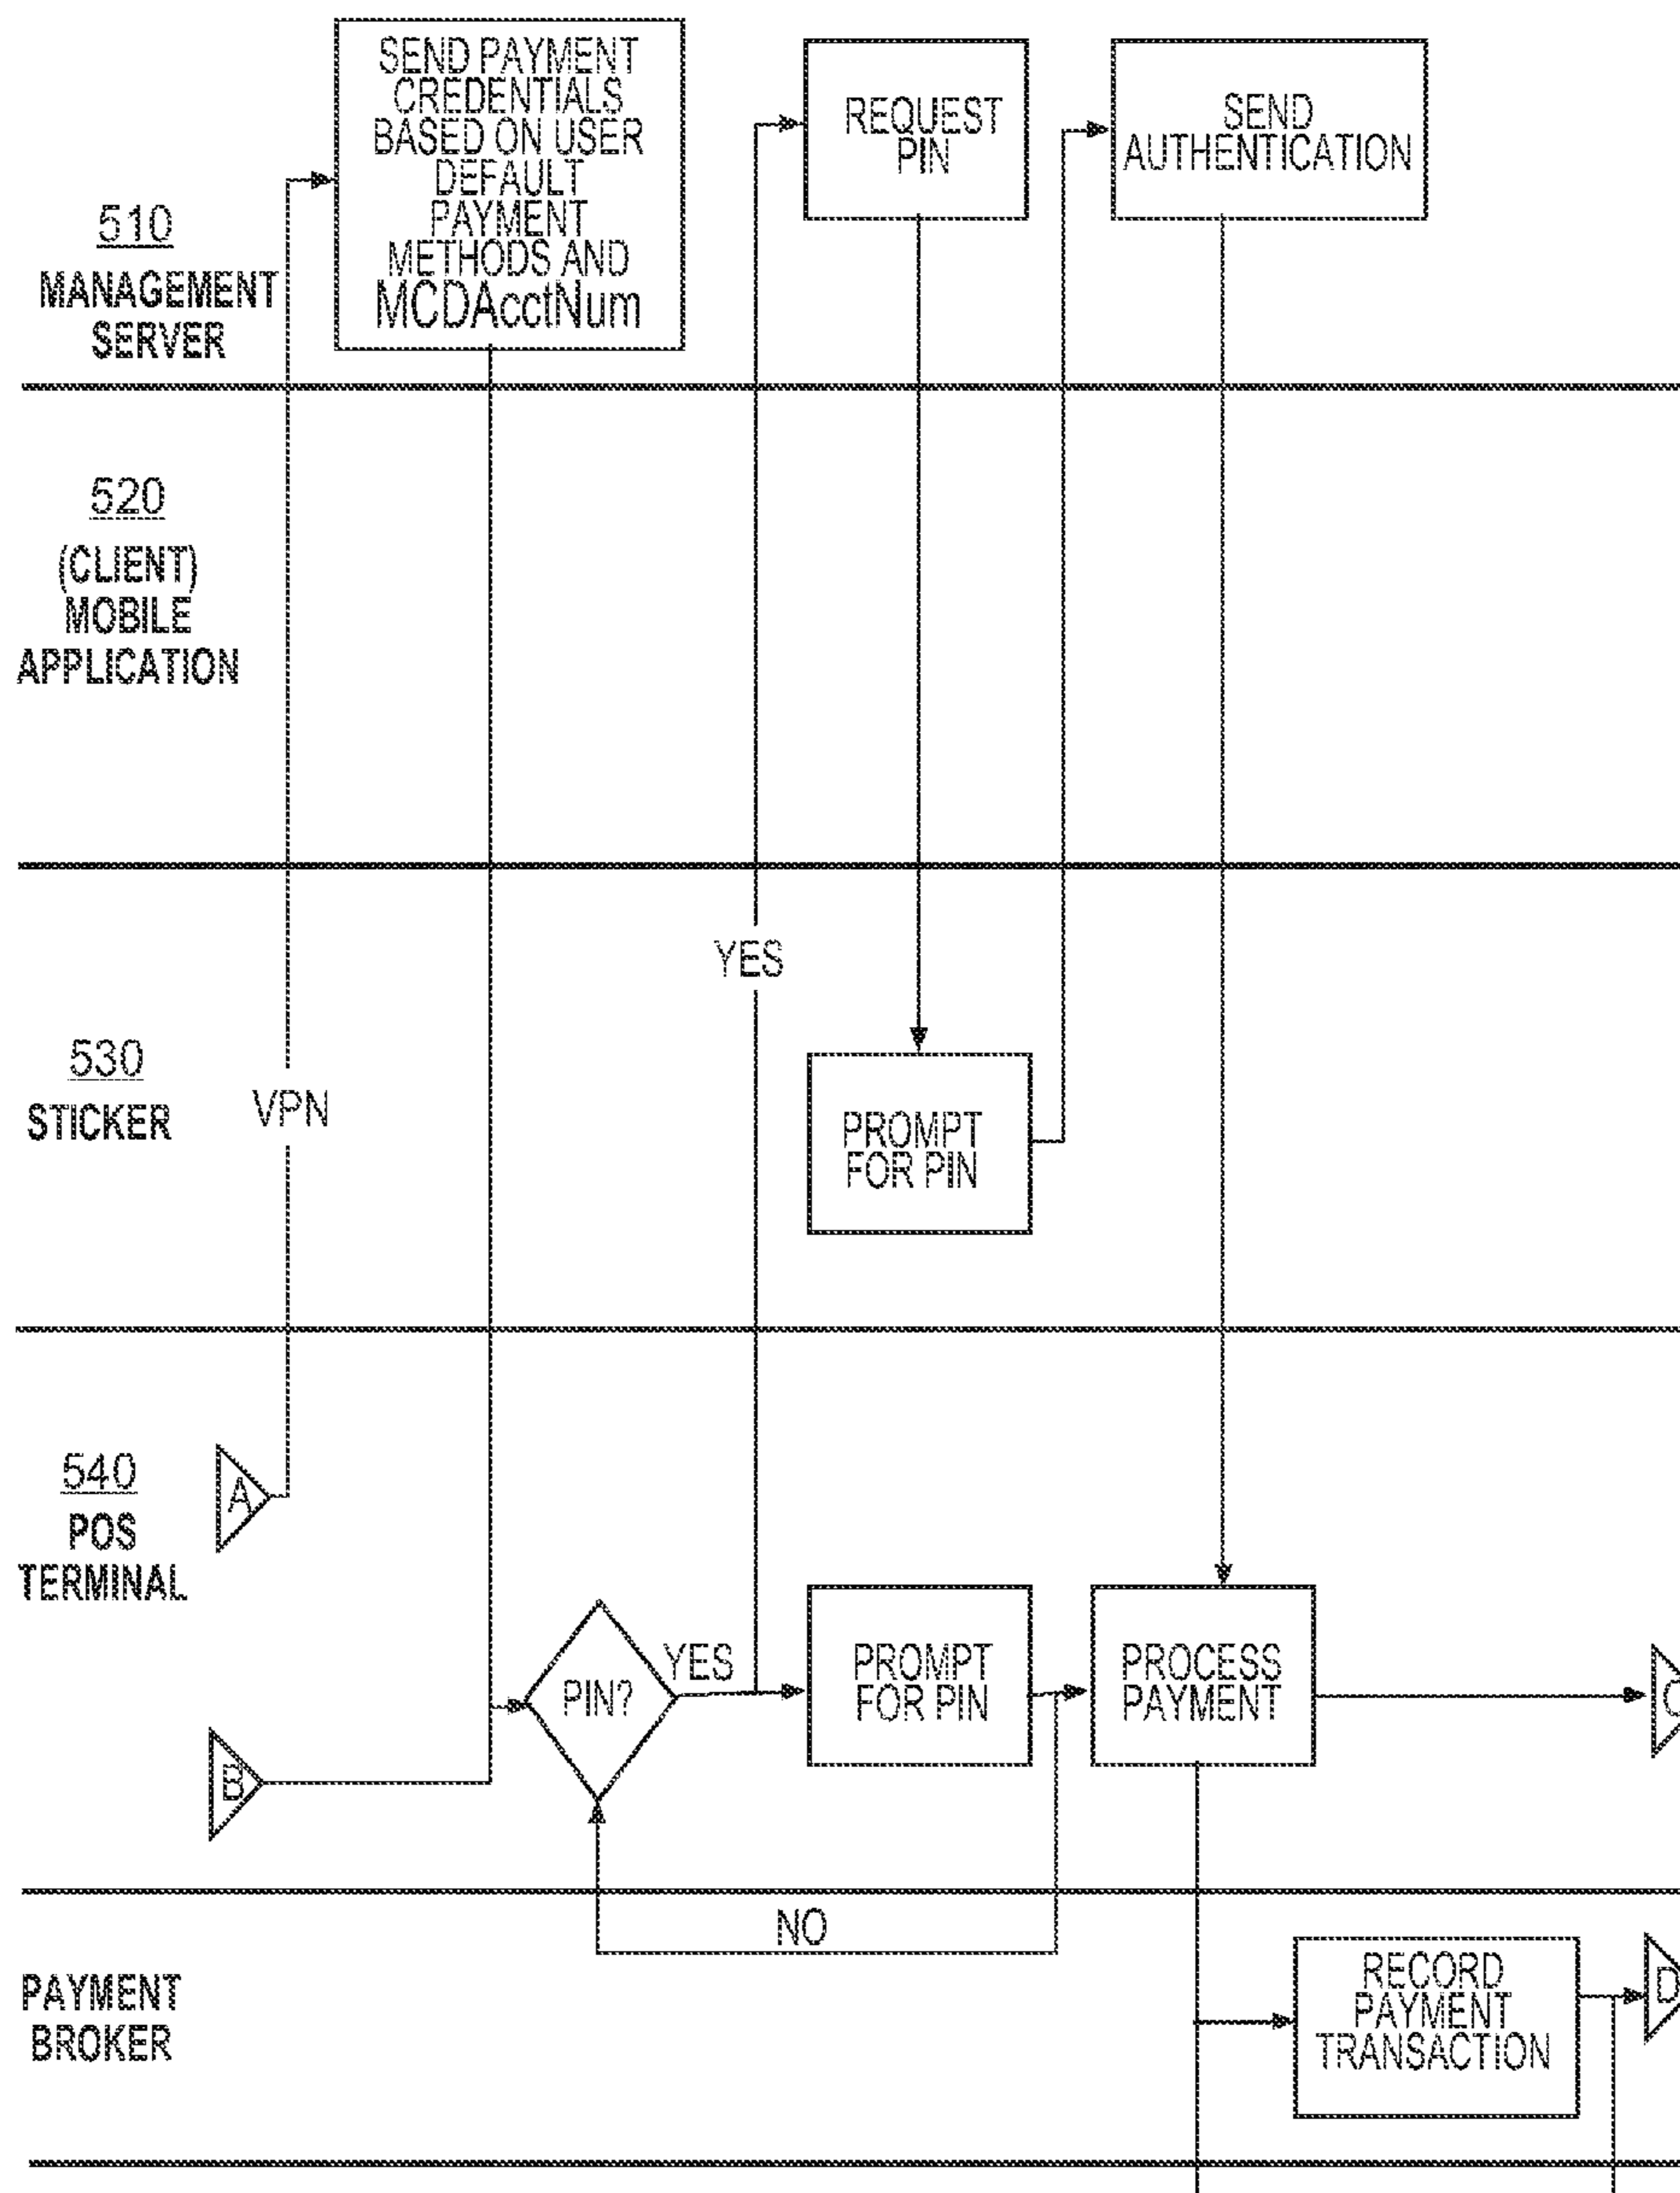 SEND PAYMENT
CREDENTIALS
BASED ON USER
DEFAULT
PAYMENT
METHODS AND
MCDAcctNum
REQUEST
PIN
SEND
AUTHENTICATION
510
MANAGEMENT
SERVER
520
(CLIENT)
MOBILE
APPLICATION
YES
530
STICKER
VPN
PROMPT
FOR PIN
540
POS
TERMINAL
A
B
PIN?
YES
PROMPT
FOR PIN
PROCESS
PAYMENT
C
NO
PAYMENT
BROKER
RECORD
PAYMENT
TRANSACTION
D